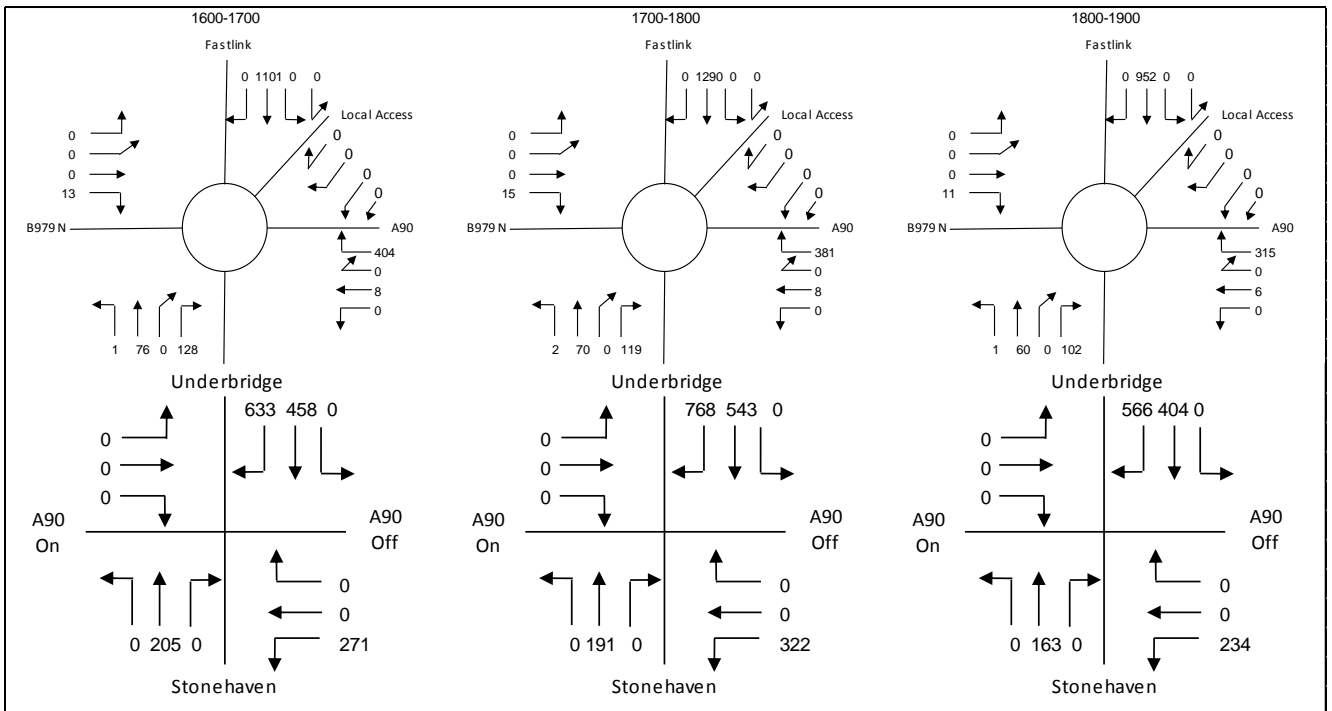 1600-1700
Fastlink
0 1101 0 0
Local Access
0
0
0
0
0
0
13
0
0
B979 N
A90
404
0
8
0
1 76 0 128
Underbridge
633 458 0
0
0
0
A90
On
A90
Off
0
0
0 205 0
271
Stonehaven
1700-1800
Fastlink
0 1290 0 0
Local Access
0
0
0
0
0
0
15
0
0
B979 N
A90
381
0
8
0
2 70 0 119
Underbridge
768 543 0
0
0
0
A90
On
A90
Off
0
0
0 191 0
322
Stonehaven
1800-1900
Fastlink
0 952 0 0
Local Access
0
0
0
0
0
0
11
0
0
B979 N
A90
315
0
6
0
1 60 0 102
Underbridge
566 404 0
0
0
0
A90
On
A90
Off
0
0
0 163 0
234
Stonehaven